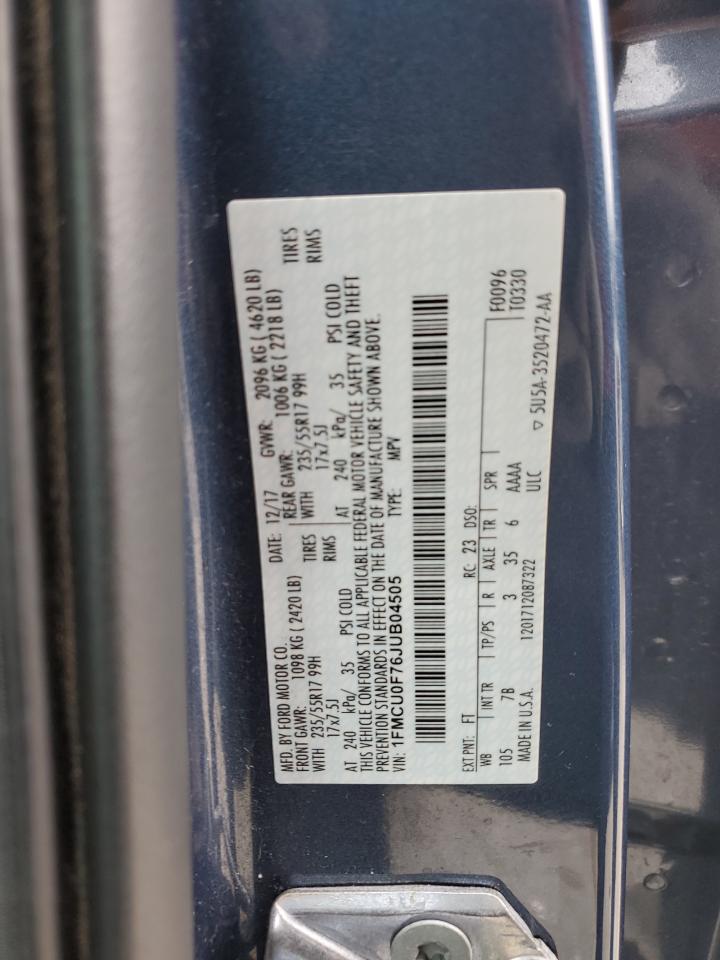 MFD. BY FORD MOTOR CO.
DATE: 12/17 GVWR: 2096 KG ( 4620 LB)
FRONT GAWR: 1098 KG ( 2420 LB) REAR GAWR: 1006 KG ( 2218 LB)
WITH 235/55R17 99H TIRES WITH 235/55R17 99H TIRES
17x7.5J RIMS 17x7.5J RIMS
AT 240 kPa/ 35 PSI COLD AT 240 kPa/ 35 PSI COLD
THIS VEHICLE CONFORMS TO ALL APPLICABLE FEDERAL MOTOR VEHICLE SAFETY AND THEFT
PREVENTION STANDARDS IN EFFECT ON THE DATE OF MANUFACTURE SHOWN ABOVE.
VIN: 1FMCU0F76JUB04505 TYPE: MPV
EXT PNT: FT RC: 23 DSO: F0096
WB INT TR TP/PS R AXLE TR SPR T0330
105 7B 3 35 6 AAAA
MADE IN U.S.A. 1201712087322 ULC ▽ 5U5A-3520472-AA